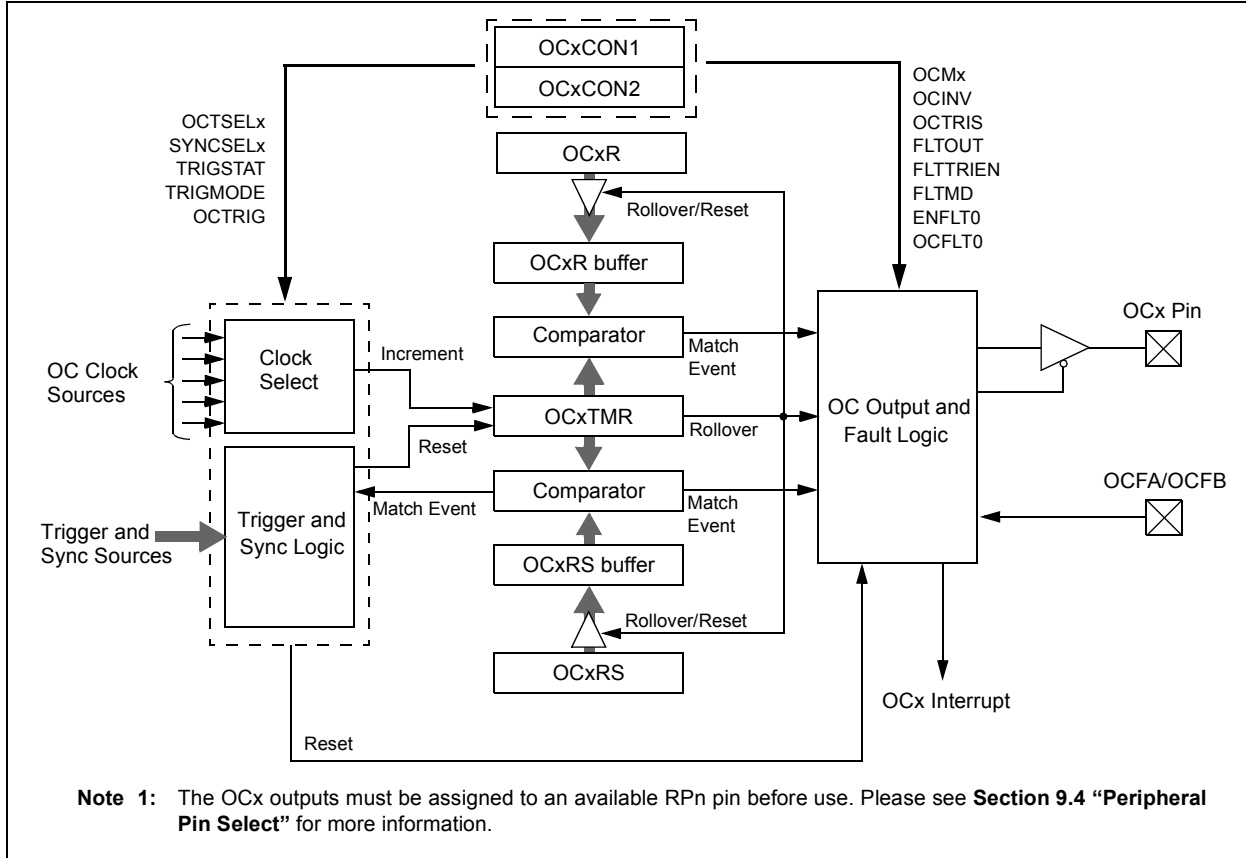 OCxCON1
OCxCON2
OCTSELx
SYNCSELx
TRIGSTAT
TRIGMODE
OCTRIG
OCMx
OCINV
OCTRIS
FLTOUT
FLTTRIEN
FLTMD
ENFLT0
OCFLT0
OCxR
Rollover/Reset
OCxR buffer
Comparator
Match
Event
OC Clock
Sources
Clock
Select
Increment
OCxTMR
Rollover
Reset
Comparator
Match Event
Match
Event
Trigger and
Sync Sources
Trigger and
Sync Logic
OCxRS buffer
Rollover/Reset
OCxRS
OC Output and
Fault Logic
OCx Pin
OCFA/OCFB
OCx Interrupt
Reset
Note 1: The OCx outputs must be assigned to an available RPn pin before use. Please see Section 9.4 “Peripheral
Pin Select” for more information.